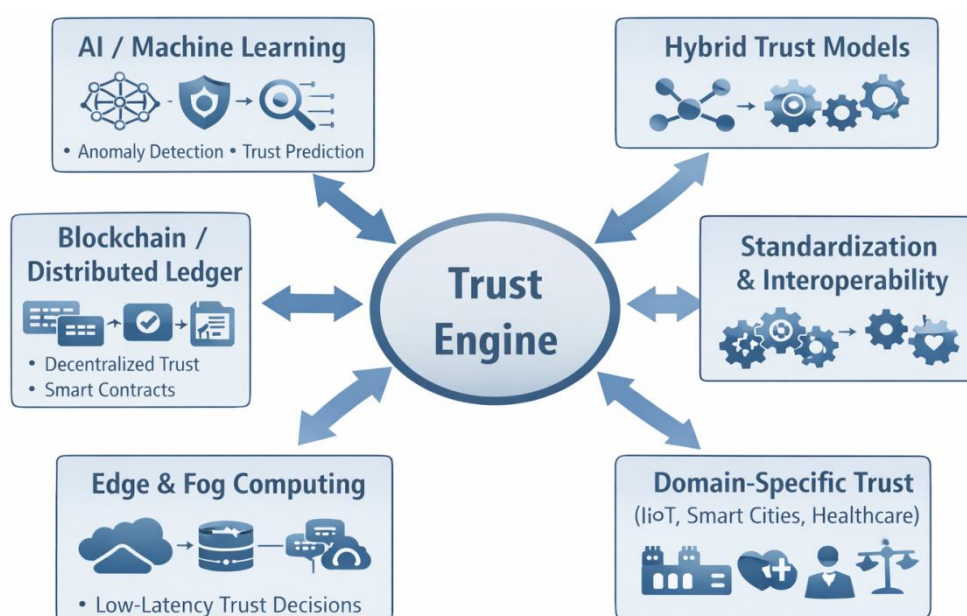 AI / Machine Learning
• Anomaly Detection • Trust Prediction
Hybrid Trust Models
Blockchain /
Distributed Ledger
• Decentralized Trust
• Smart Contracts
Trust
Engine
Standardization
& Interoperability
Edge & Fog Computing
• Low-Latency Trust Decisions
Domain-Specific Trust
(IioT, Smart Cities, Healthcare)